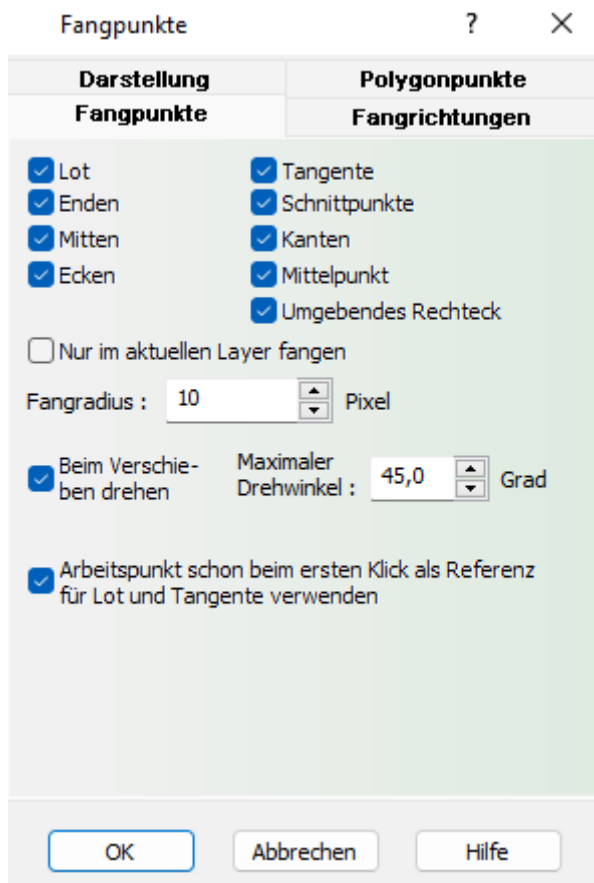 Fangpunkte ?
Darstellung Polygonpunkte
Fangpunkte Fangrichtungen
Lot Tangente
Enden Schnittpunkte
Mitten Kanten
Ecken Mittelpunkt
Umgebendes Rechteck
Nur im aktuellen Layer fangen
Fangradius : 10 Pixel
Beim Verschie-
ben drehen
Maximaler
Drehwinkel : 45,0 Grad
Arbeitspunkt schon beim ersten Klick als Referenz
für Lot und Tangente verwenden
OK Abbrechen Hilfe